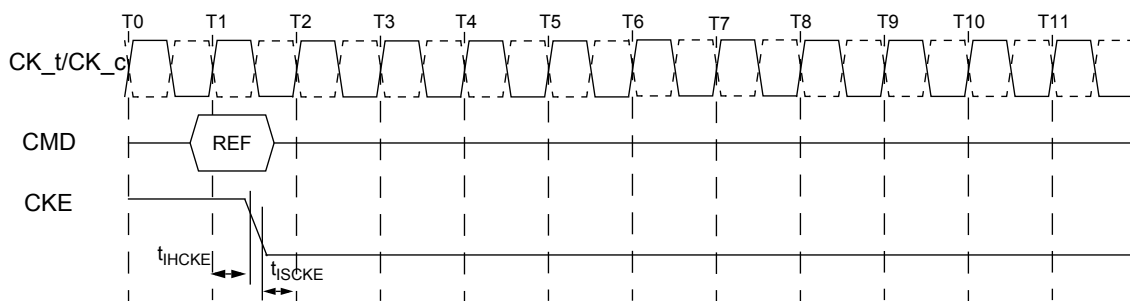 T0 T1 T2 T3 T4 T5 T6 T7 T8 T9 T10 T11
CK_t/CK_c
CMD REF
CKE
tIHCKE
tISCKE